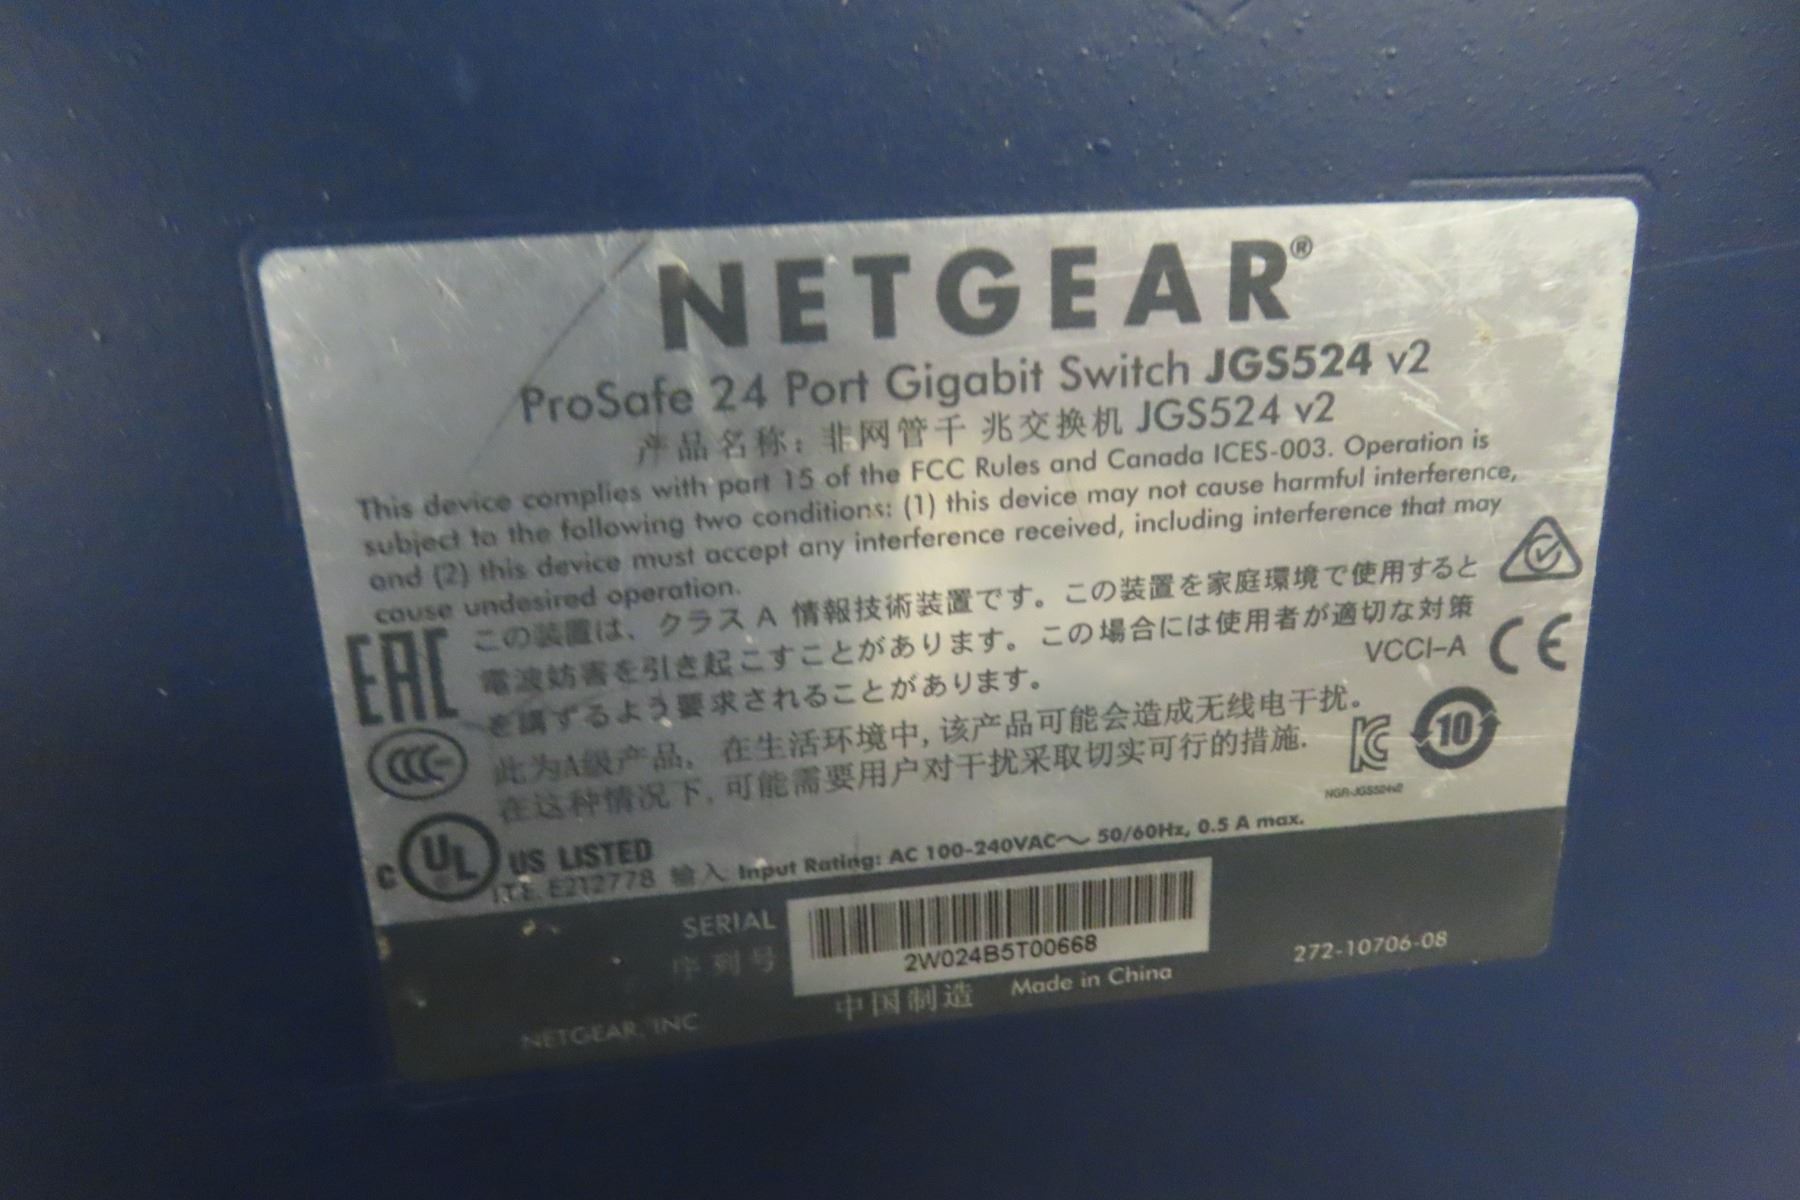 NETGEAR®
ProSafe 24 Port Gigabit Switch JGS524 v2
产品名称：非网管千 兆交换机 JGS524 v2
This device complies with part 15 of the FCC Rules and Canada ICES-003. Operation is
subject to the following two conditions: (1) this device may not cause harmful interference,
and (2) this device must accept any interference received, including interference that may
cause undesired operation.
この装置は、クラス A 情報技術装置です。この装置を家庭環境で使用すると
電波妨害を引き起こすことがあります。この場合には使用者が適切な対策
を講ずるよう要求されることがあります。
VCCI-A
CE
EAC
此为A级产品。在生活环境中,该产品可能会造成无线电干扰。
在这种情况下,可能需要用户对干扰采取切实可行的措施.
CCC
KC
10
NGR-JGS524v2
C UL US LISTED
I.T.E. E212778
输入 Input Rating: AC 100-240VAC～ 50/60Hz, 0.5 A max.
SERIAL
序列号
2W024B5T00668
272-10706-08
中国制造 Made in China
NETGEAR, INC